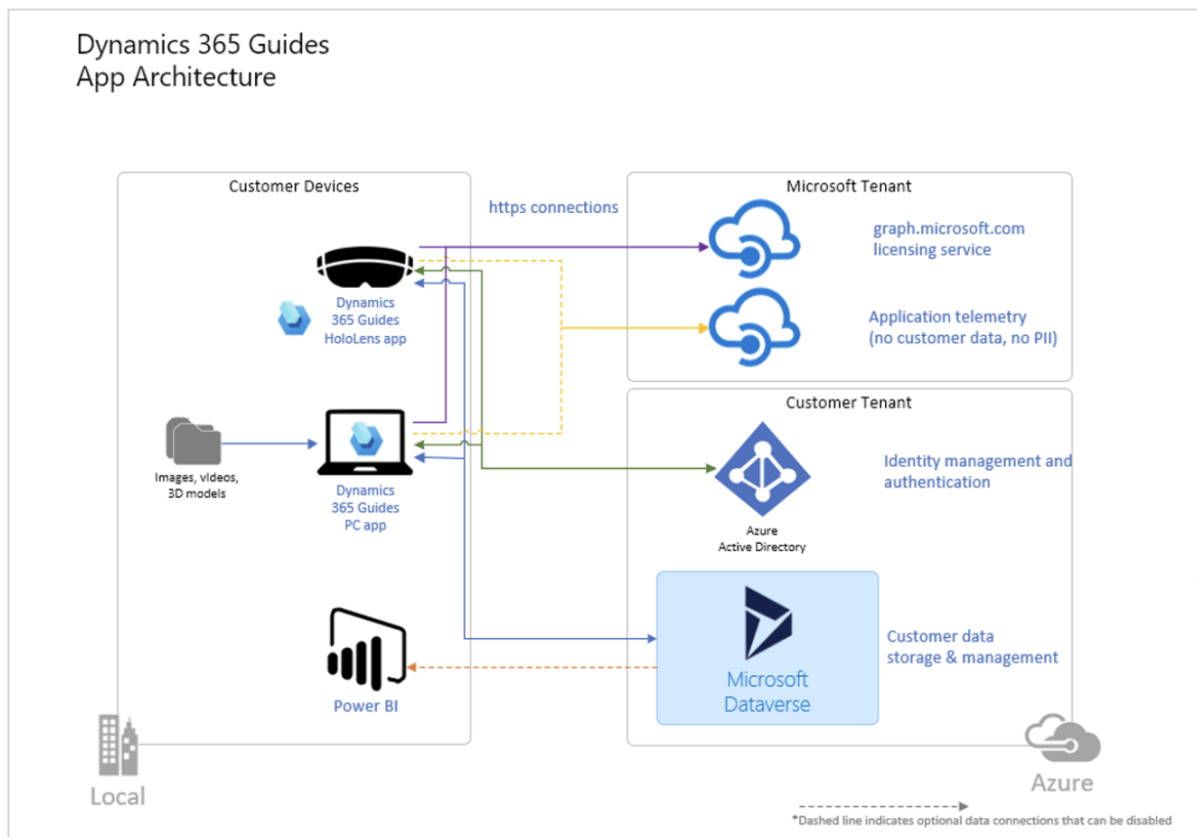 Dynamics 365 Guides
App Architecture
Customer Devices
https connections
Microsoft Tenant
graph.microsoft.com
licensing service
Dynamics
365 Guides
HoloLens app
Application telemetry
(no customer data, no PII)
Customer Tenant
Images, videos,
3D models
Dynamics
365 Guides
PC app
Identity management and
authentication
Azure
Active Directory
Power BI
Microsoft
Dataverse
Customer data
storage & management
Local
Azure
*Dashed line indicates optional data connections that can be disabled